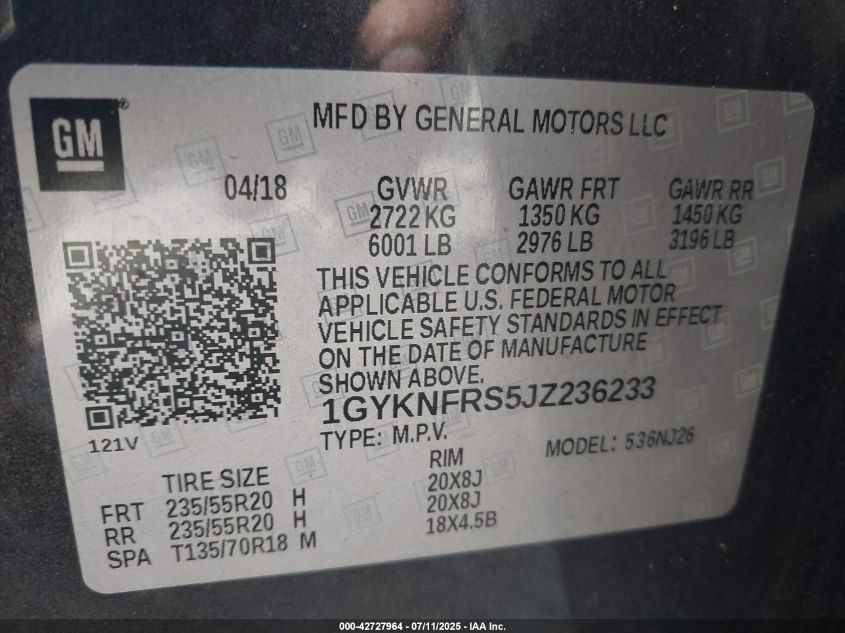 GM
MFD BY GENERAL MOTORS LLC
04/18 GVWR GAWR FRT GAWR RR
2722 KG 1350 KG 1450 KG
6001 LB 2976 LB 3196 LB
THIS VEHICLE CONFORMS TO ALL
APPLICABLE U.S. FEDERAL MOTOR
VEHICLE SAFETY STANDARDS IN EFFECT
ON THE DATE OF MANUFACTURE
SHOWN ABOVE.
1GYKNFRS5JZ236233
121V
TYPE: M.P.V. MODEL: 536NJ26
TIRE SIZE RIM
FRT 235/55R20 H 20X8J
RR 235/55R20 H 20X8J
SPA T135/70R18 M 18X4.5B
000-42727964 - 07/11/2025 - IAA Inc.